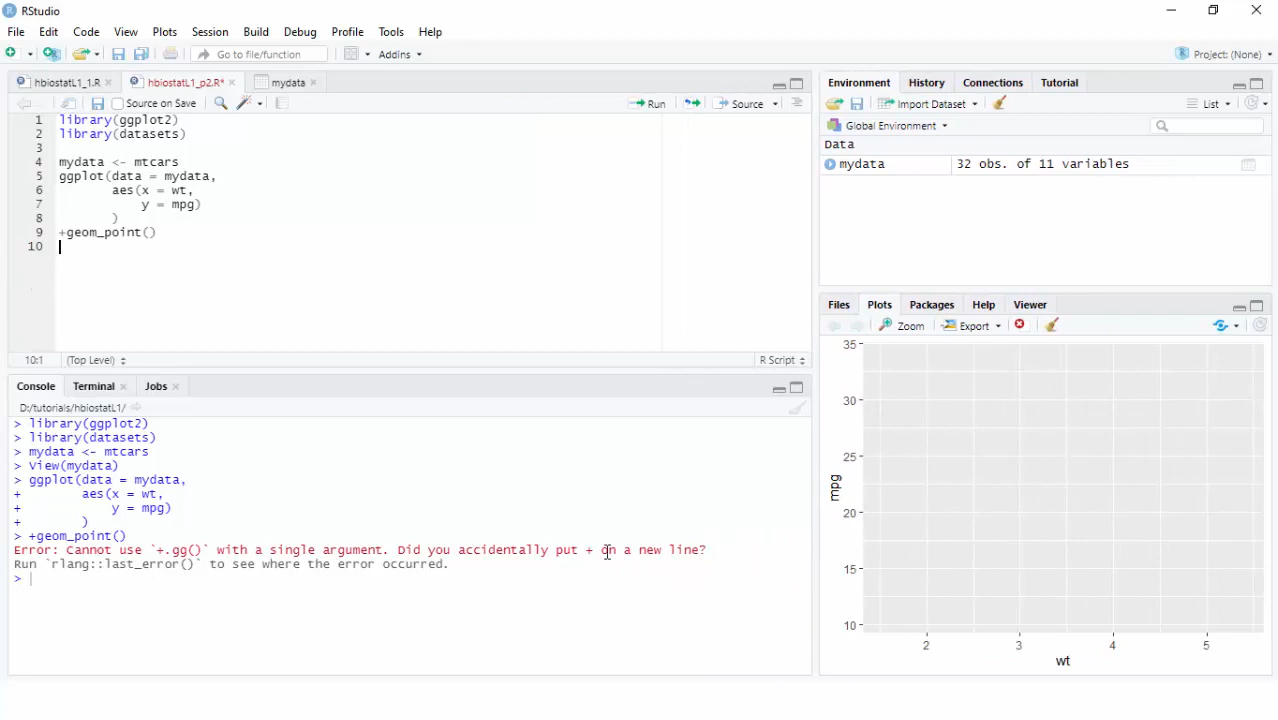 RStudio
File Edit Code View Plots Session Build Debug Profile Tools Help
Go to file/function Addins Project: (None)
hbiostatL1_1.R hbiostatL1_p2.R* mydata
Source on Save Run Source
1 library(ggplot2)
2 library(datasets)
3
4 mydata <- mtcars
5 ggplot(data = mydata,
6 aes(x = wt,
7 y = mpg)
8 )
9 +geom_point()
10
10:1 (Top Level) R Script
Console Terminal Jobs
D:/tutorials/hbiostatL1/
> library(ggplot2)
> library(datasets)
> mydata <- mtcars
> View(mydata)
> ggplot(data = mydata,
+ aes(x = wt,
+ y = mpg)
+ )
> +geom_point()
Error: Cannot use `+.gg()` with a single argument. Did you accidentally put + on a new line?
Run `rlang::last_error()` to see where the error occurred.
>
Environment History Connections Tutorial
Import Dataset List
Global Environment
Data
mydata 32 obs. of 11 variables
Files Plots Packages Help Viewer
Zoom Export
35
30
25
20
15
10
mpg
2 3 4 5
wt